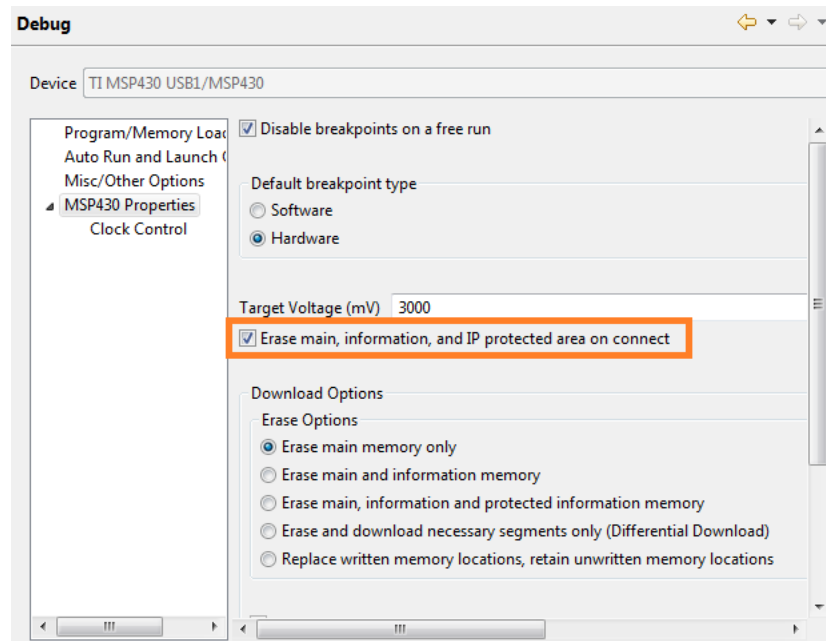 Debug
Device TI MSP430 USB1/MSP430
Program/Memory Load
Auto Run and Launch (
Misc/Other Options
MSP430 Properties
Clock Control
Disable breakpoints on a free run
Default breakpoint type
Software
Hardware
Target Voltage (mV) 3000
Erase main, information, and IP protected area on connect
Download Options
Erase Options
Erase main memory only
Erase main and information memory
Erase main, information and protected information memory
Erase and download necessary segments only (Differential Download)
Replace written memory locations, retain unwritten memory locations